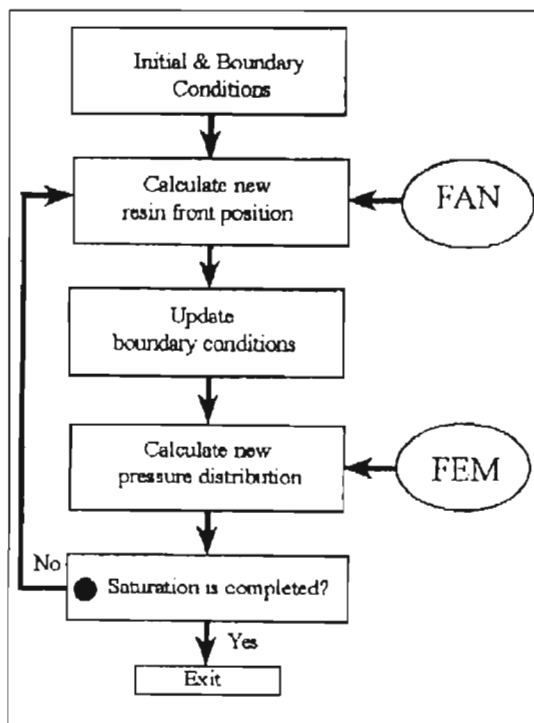 Initial & Boundary
Conditions
Calculate new
resin front position
FAN
Update
boundary conditions
Calculate new
pressure distribution
FEM
No
Saturation is completed?
Yes
Exit